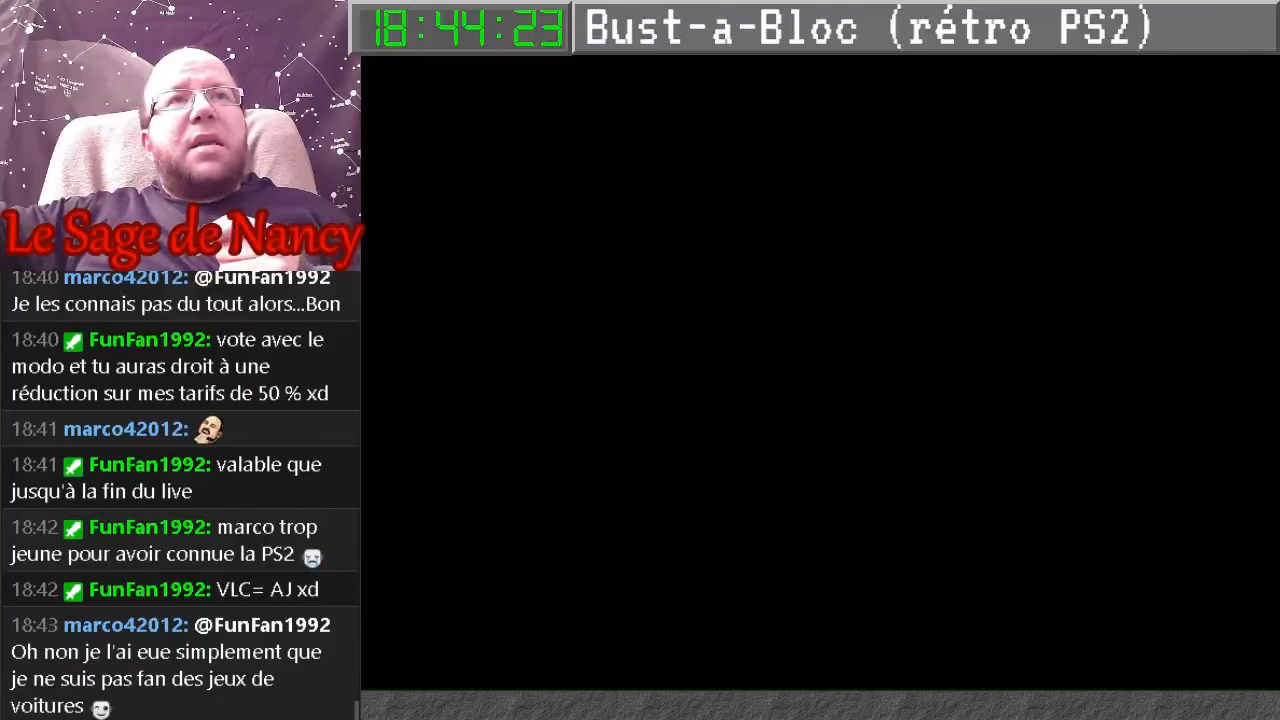 18:44:23 Bust-a-Bloc (rétro PS2)
Le Sage de Nancy
18:40 marco42012: @FunFan1992
Je les connais pas du tout alors...Bon
18:40 FunFan1992: vote avec le
modo et tu auras droit à une
réduction sur mes tarifs de 50 % xd
18:41 marco42012:
18:41 FunFan1992: valable que
jusqu'à la fin du live
18:42 FunFan1992: marco trop
jeune pour avoir connue la PS2
18:42 FunFan1992: VLC= AJ xd
18:43 marco42012: @FunFan1992
Oh non je l'ai eue simplement que
je ne suis pas fan des jeux de
voitures